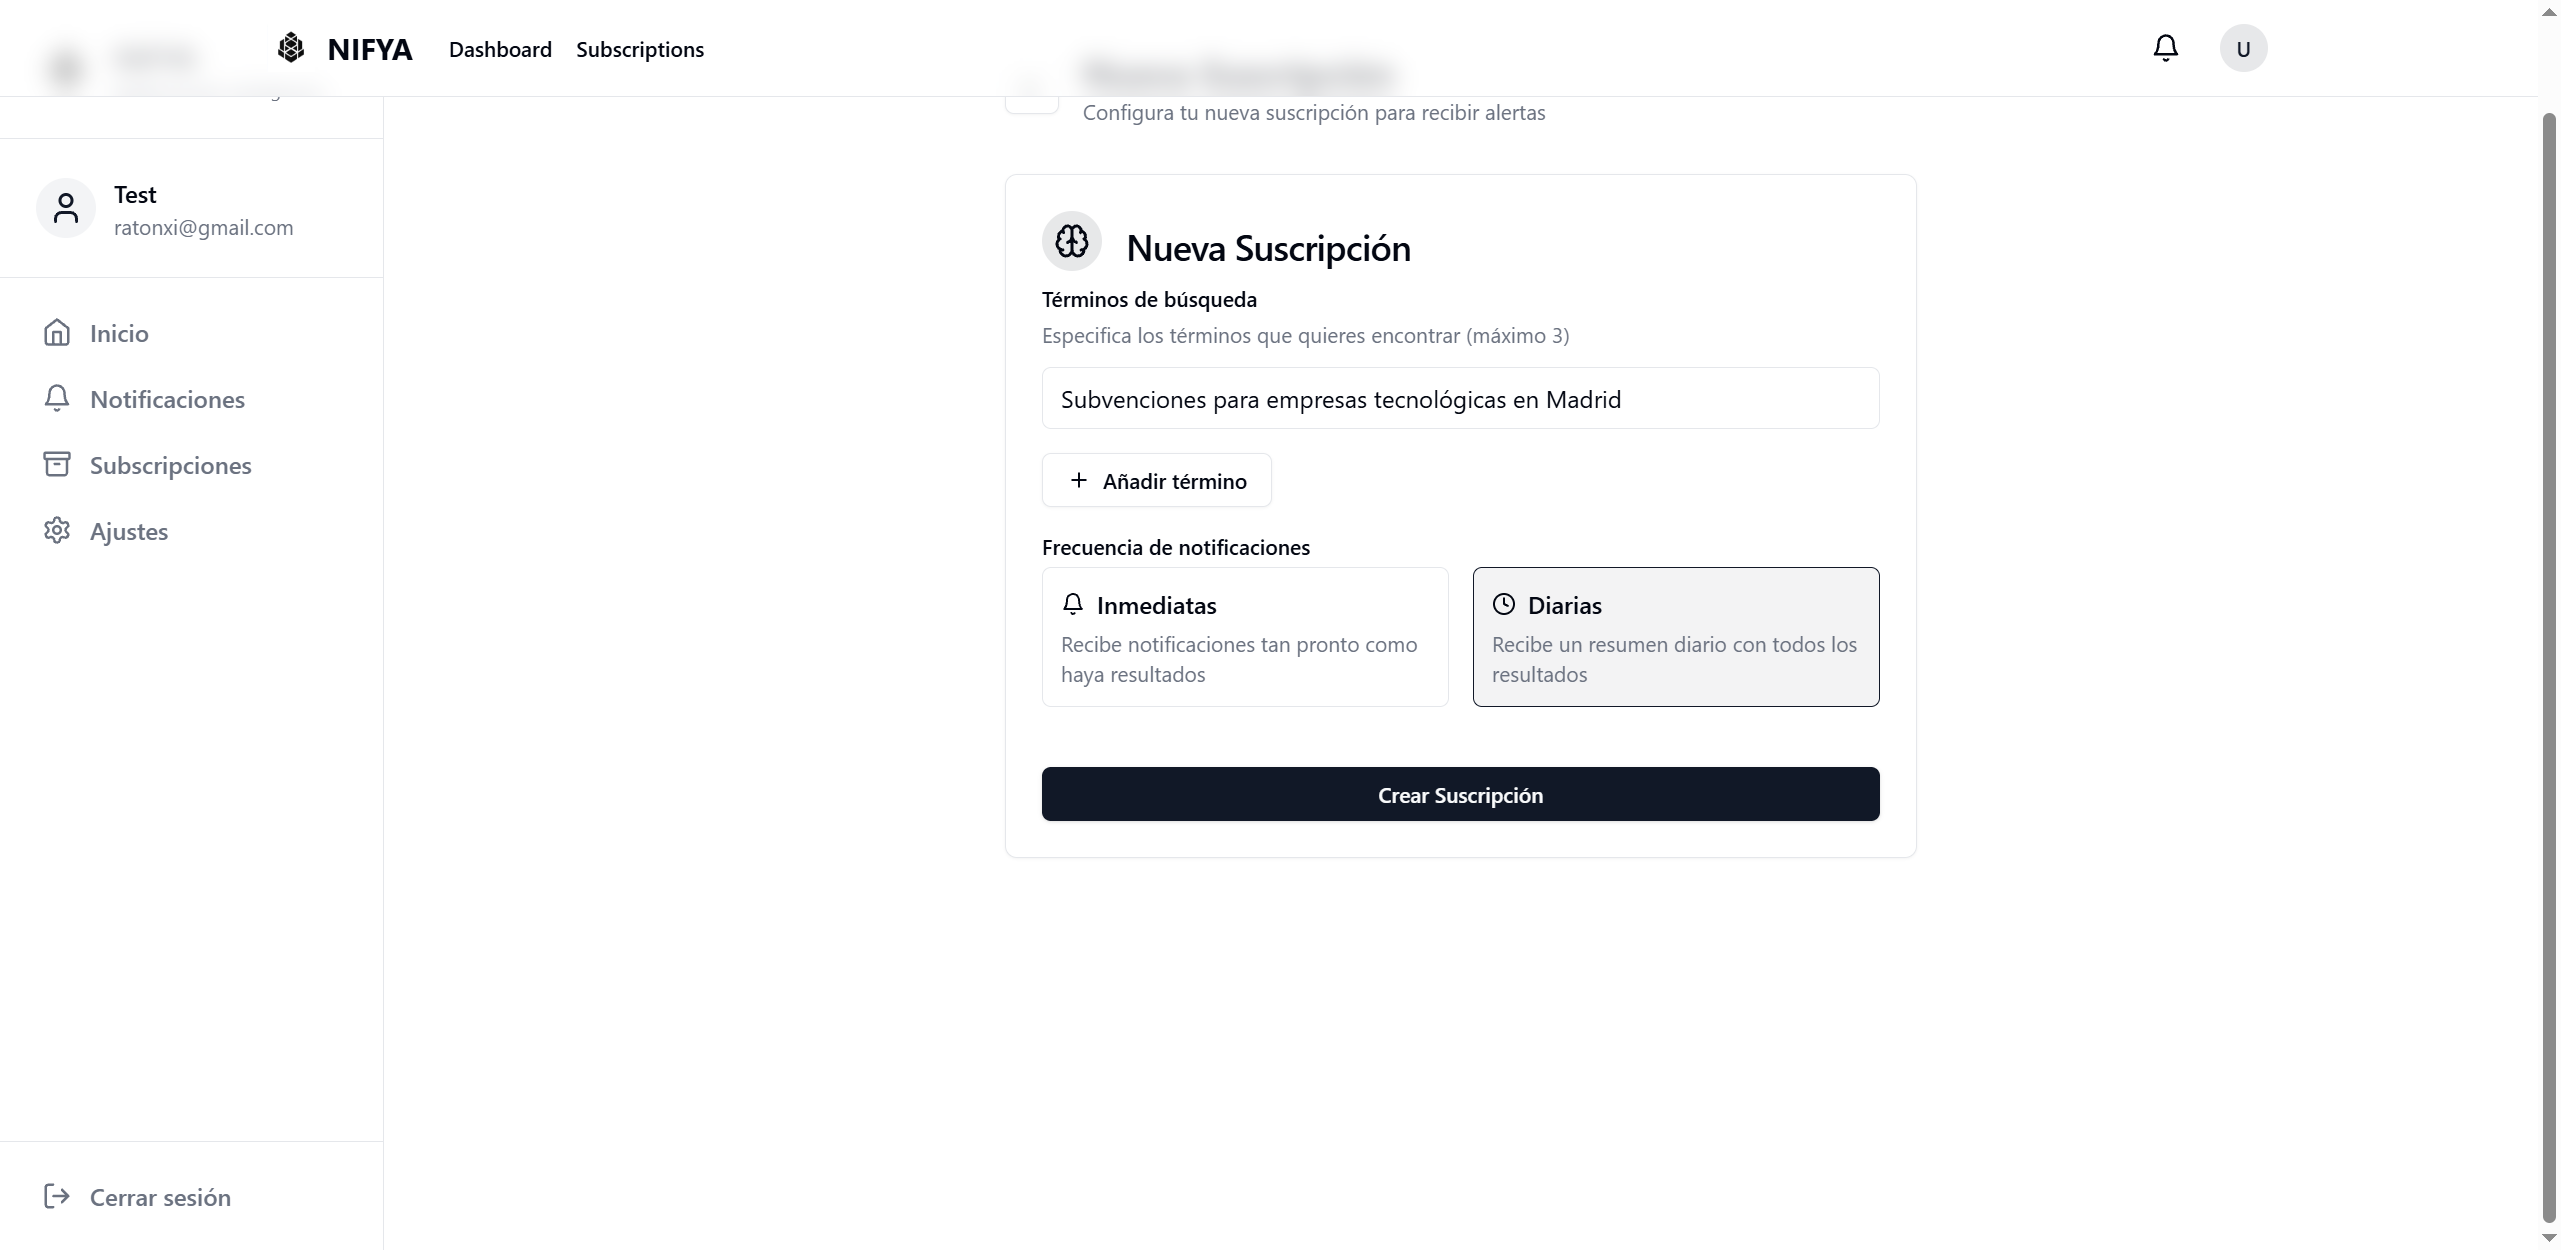 NIFYA
Dashboard
Subscriptions
U
Configura tu nueva suscripción para recibir alertas
Test
ratonxi@gmail.com
Inicio
Notificaciones
Subscripciones
Ajustes
Cerrar sesión
Nueva Suscripción
Términos de búsqueda
Especifica los términos que quieres encontrar (máximo 3)
Subvenciones para empresas tecnológicas en Madrid
Añadir término
Frecuencia de notificaciones
Inmediatas
Recibe notificaciones tan pronto como
haya resultados
Diarias
Recibe un resumen diario con todos los
resultados
Crear Suscripción